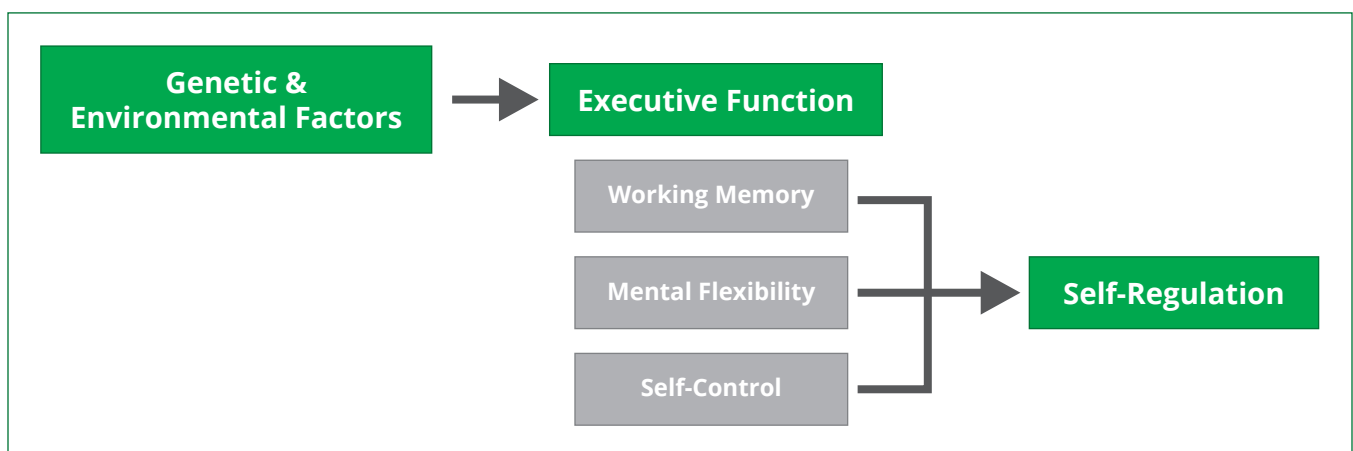 Genetic &
Environmental Factors
Executive Function
Working Memory
Mental Flexibility
Self-Control
Self-Regulation